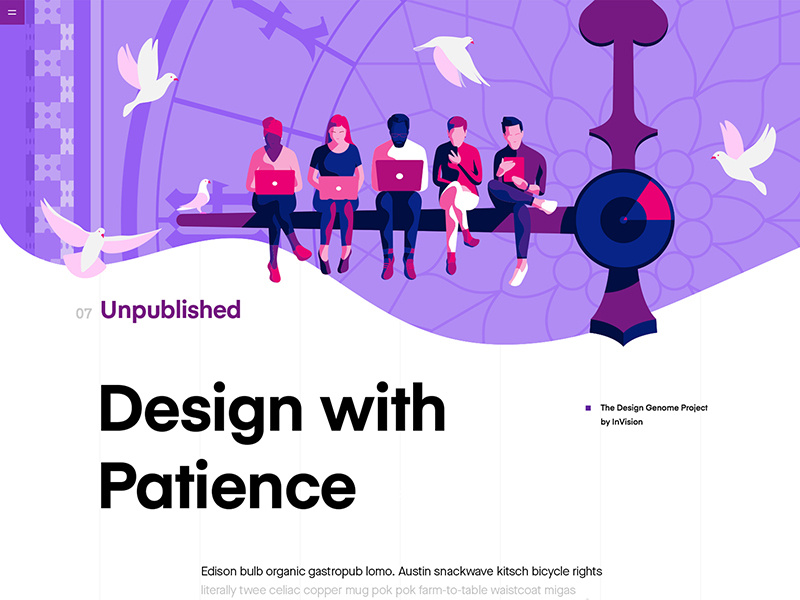 07 Unpublished
Design with
Patience
The Design Genome Project
by InVision
Edison bulb organic gastropub lomo. Austin snackwave kitsch bicycle rights
literally twee celiac copper mug pok pok farm-to-table waistcoat migas